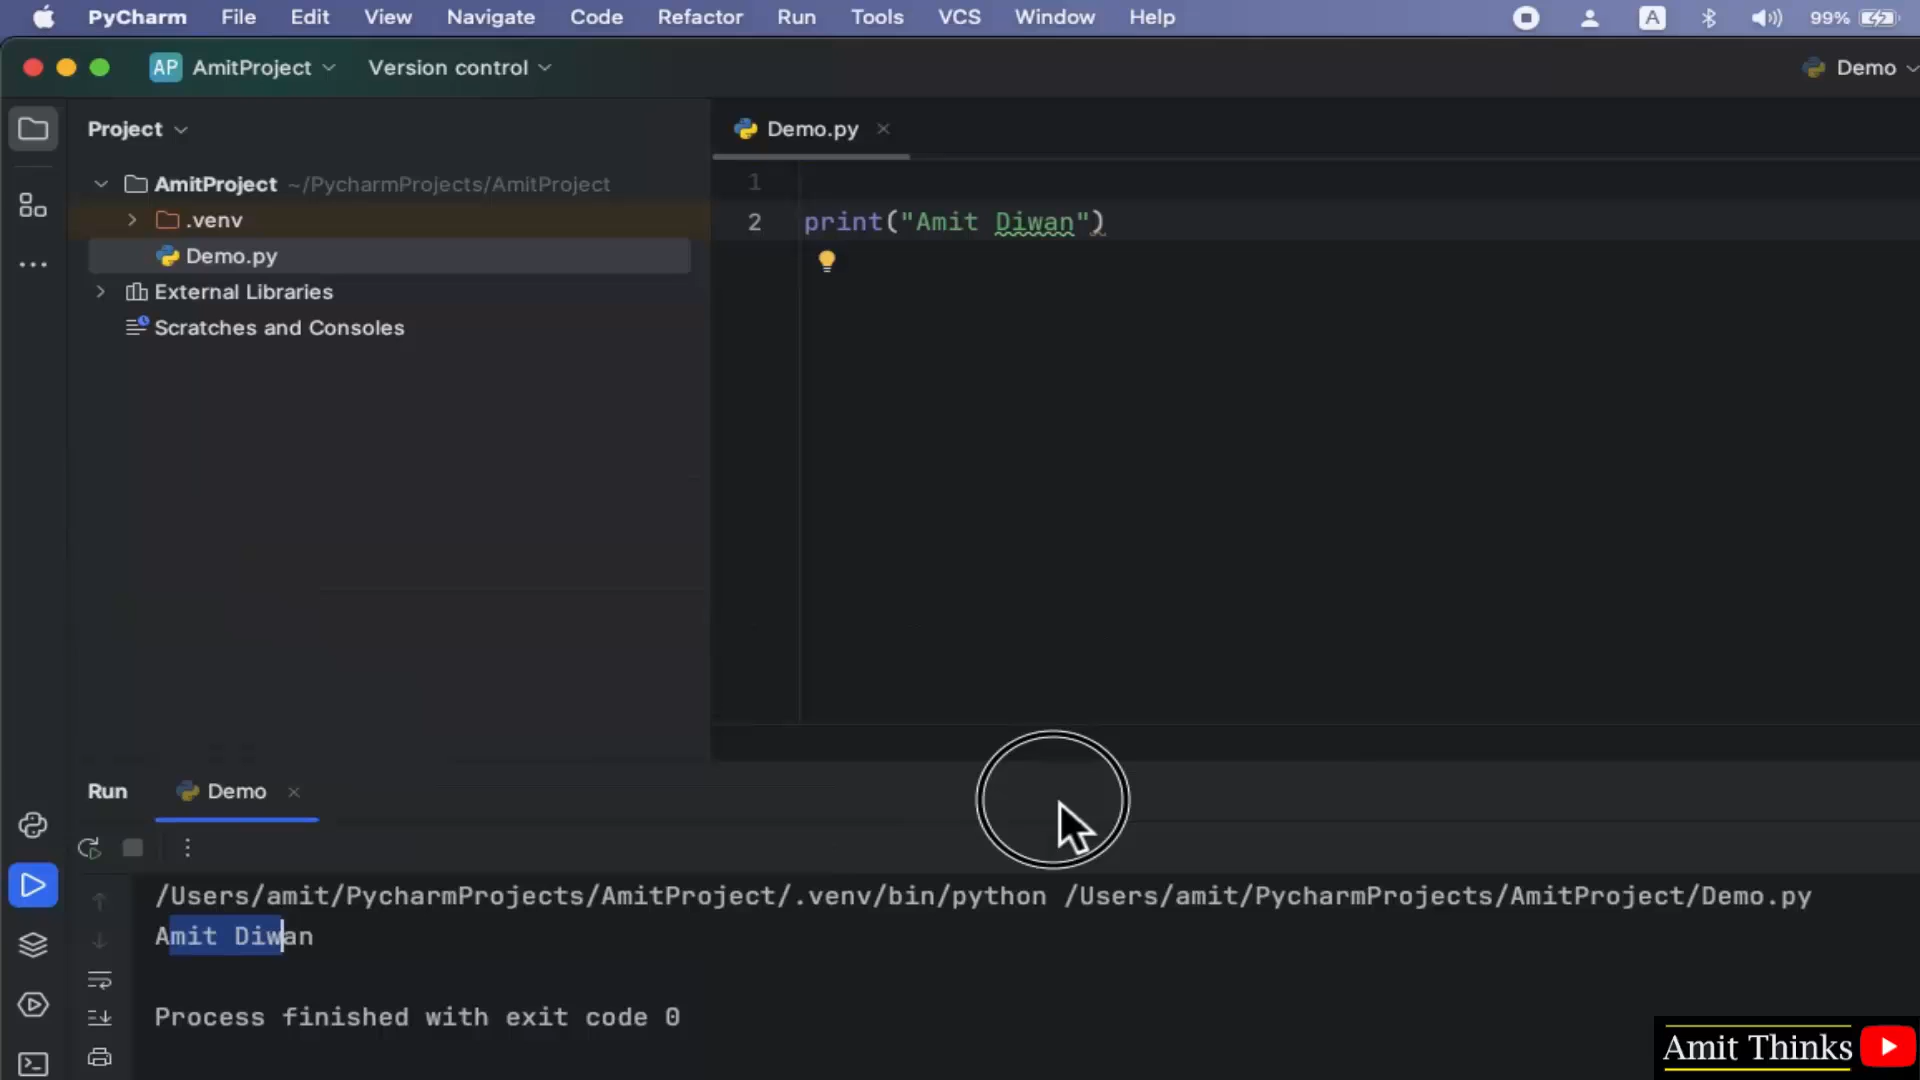 PyCharm File Edit View Navigate Code Refactor Run Tools VCS Window Help A 99%
AP AmitProject Version control Demo
Project Demo.py
AmitProject ~/PycharmProjects/AmitProject
.venv
Demo.py
External Libraries
Scratches and Consoles
1
2 print("Amit Diwan")
Run Demo
/Users/amit/PycharmProjects/AmitProject/.venv/bin/python /Users/amit/PycharmProjects/AmitProject/Demo.py
Amit Diwan
Process finished with exit code 0
Amit Thinks